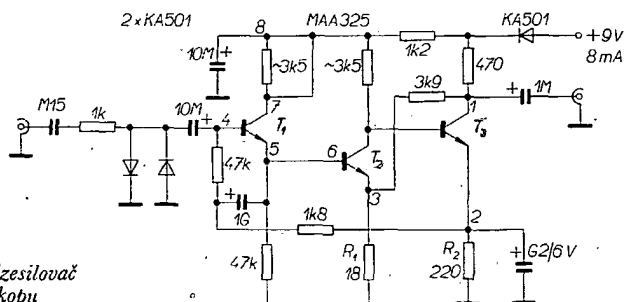 2×KA501
MAA325
KA501
8
+9V
8mA
10M +
~3k5
~3k5
1k2
470
3k9
1
+ 1M
M15
1k
10M +
4
7
T1
5
6
T2
3
T3
47k
+
1G
1k8
2
47k
R1
18
R2
220
+ G2/6V
zesilovač
kobu